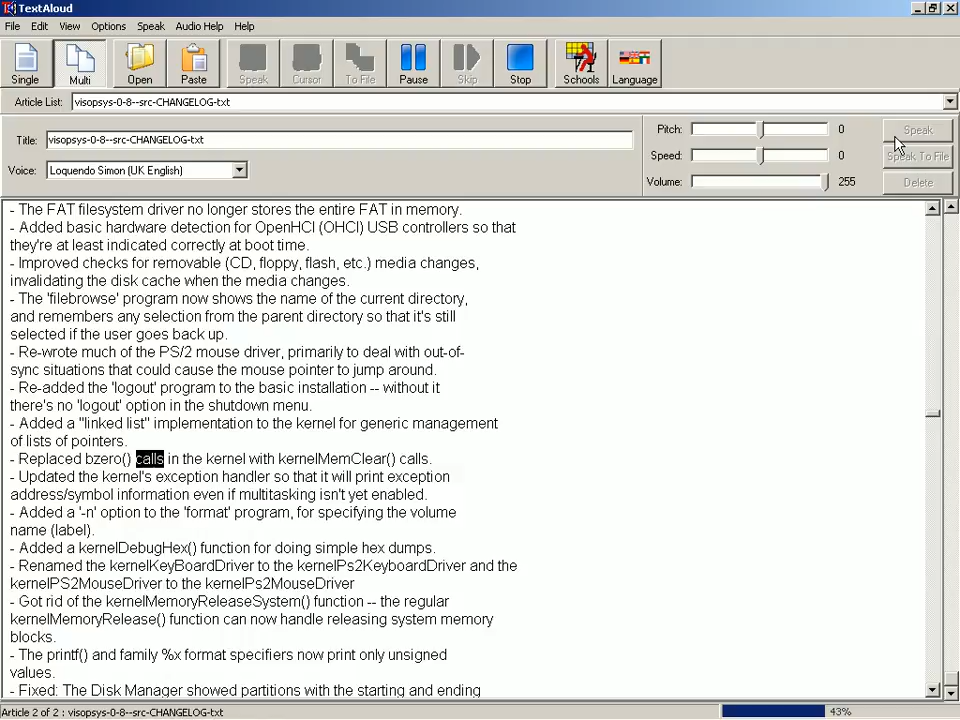 TextAloud
File Edit View Options Speak Audio Help Help
Single Multi Open Paste Speak Cursor To File Pause Skip Stop Schools Language
Article List: visopsys-0-8--src-CHANGELOG-txt
Title: visopsys-0-8--src-CHANGELOG-txt
Voice: Loquendo Simon (UK English)
Pitch: 0 Speak
Speed: 0 Speak To File
Volume: 255 Delete
- The FAT filesystem driver no longer stores the entire FAT in memory.
- Added basic hardware detection for OpenHCI (OHCI) USB controllers so that
they're at least indicated correctly at boot time.
- Improved checks for removable (CD, floppy, flash, etc.) media changes,
invalidating the disk cache when the media changes.
- The 'filebrowse' program now shows the name of the current directory,
and remembers any selection from the parent directory so that it's still
selected if the user goes back up.
- Re-wrote much of the PS/2 mouse driver, primarily to deal with out-of-
sync situations that could cause the mouse pointer to jump around.
- Re-added the 'logout' program to the basic installation -- without it
there's no 'logout' option in the shutdown menu.
- Added a "linked list" implementation to the kernel for generic management
of lists of pointers.
- Replaced bzero() calls in the kernel with kernelMemClear() calls.
- Updated the kernel's exception handler so that it will print exception
address/symbol information even if multitasking isn't yet enabled.
- Added a '-n' option to the 'format' program, for specifying the volume
name (label).
- Added a kernelDebugHex() function for doing simple hex dumps.
- Renamed the kernelKeyBoardDriver to the kernelPs2KeyboardDriver and the
kernelPS2MouseDriver to the kernelPs2MouseDriver
- Got rid of the kernelMemoryReleaseSystem() function -- the regular
kernelMemoryRelease() function can now handle releasing system memory
blocks.
- The printf() and family %x format specifiers now print only unsigned
values.
- Fixed: The Disk Manager showed partitions with the starting and ending
Article 2 of 2 : visopsys-0-8--src-CHANGELOG-txt 43%